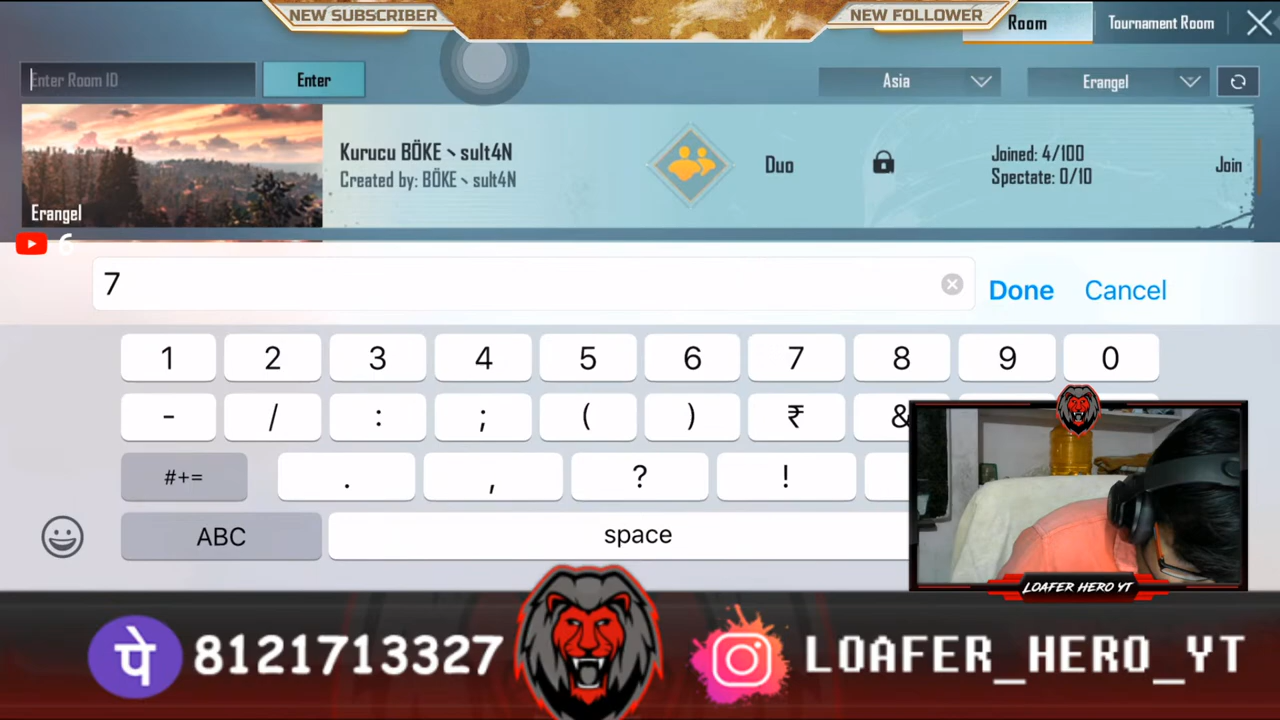 NEW SUBSCRIBER
NEW FOLLOWER
Room
Tournament Room
Enter Room ID
Enter
Asia
Erangel
Kurucu BÖKヽsult4N
Created by: BÖKEヽsult4N
Duo
Joined: 4/100
Spectate: 0/10
Join
Erangel
6
7
Done
Cancel
1 2 3 4 5 6 7 8 9 0
- / : ; ( ) ₹ &
#+= . , ? !
ABC
space
LOAFER HERO YT
पे 8121713327
LOAFER_HERO_YT